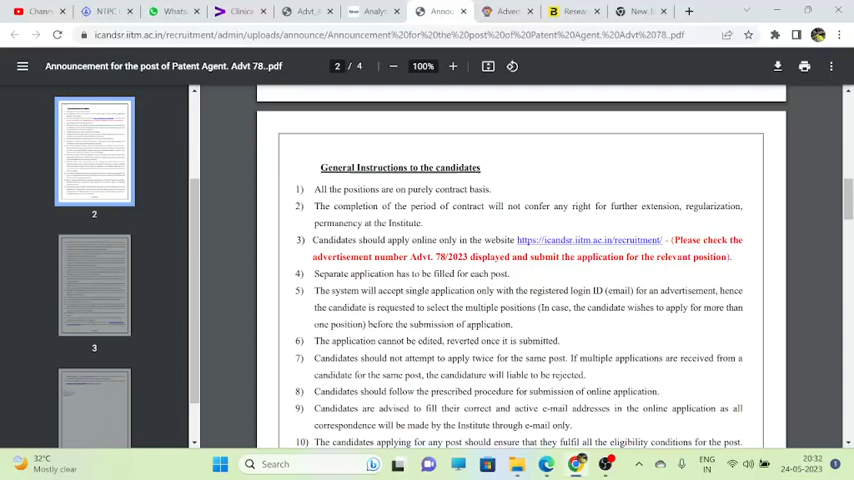 Chann
NTPC
Whats
Clinica
Advt_
Analyt
Annou
Adver
Resea
New
icandsr.iitm.ac.in/recruitment/admin/uploads/announce/Announcement%20for%20the%20post%20of%20Patent%20Agent.%20Advt%2078..pdf
Announcement for the post of Patent Agent. Advt 78..pdf
2 / 4
100%
General Instructions to the candidates
1) All the positions are on purely contract basis.
2) The completion of the period of contract will not confer any right for further extension, regularization,
permanency at the Institute.
3) Candidates should apply online only in the website https://icandsr.iitm.ac.in/recruitment/ - (Please check the
advertisement number Advt. 78/2023 displayed and submit the application for the relevant position).
4) Separate application has to be filled for each post.
5) The system will accept single application only with the registered login ID (email) for an advertisement, hence
the candidate is requested to select the multiple positions (In case, the candidate wishes to apply for more than
one position) before the submission of application.
6) The application cannot be edited, reverted once it is submitted.
7) Candidates should not attempt to apply twice for the same post. If multiple applications are received from a
candidate for the same post, the candidature will liable to be rejected.
8) Candidates should follow the prescribed procedure for submission of online application.
9) Candidates are advised to fill their correct and active e-mail addresses in the online application as all
correspondence will be made by the Institute through e-mail only.
10) The candidates applying for any post should ensure that they fulfil all the eligibility conditions for the post.
2
3
32°C
Mostly clear
Search
ENG
IN
20:32
24-05-2023
1